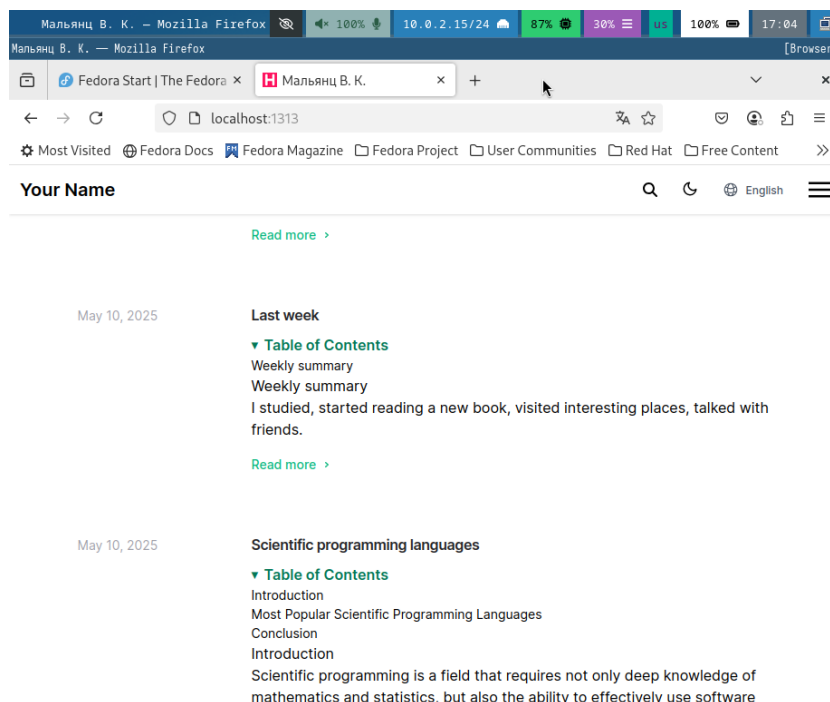 Мальянц В. К. — Mozilla Firefox 100% 10.0.2.15/24 87% 30% us 100% 17:04
Мальянц В. К. — Mozilla Firefox [Browser
Fedora Start | The Fedora Мальянц В. К.
localhost:1313
Most Visited Fedora Docs Fedora Magazine Fedora Project User Communities Red Hat Free Content
Your Name English
Read more
May 10, 2025 Last week
Table of Contents
Weekly summary
Weekly summary
I studied, started reading a new book, visited interesting places, talked with
friends.
Read more
May 10, 2025 Scientific programming languages
Table of Contents
Introduction
Most Popular Scientific Programming Languages
Conclusion
Introduction
Scientific programming is a field that requires not only deep knowledge of
mathematics and statistics, but also the ability to effectively use software